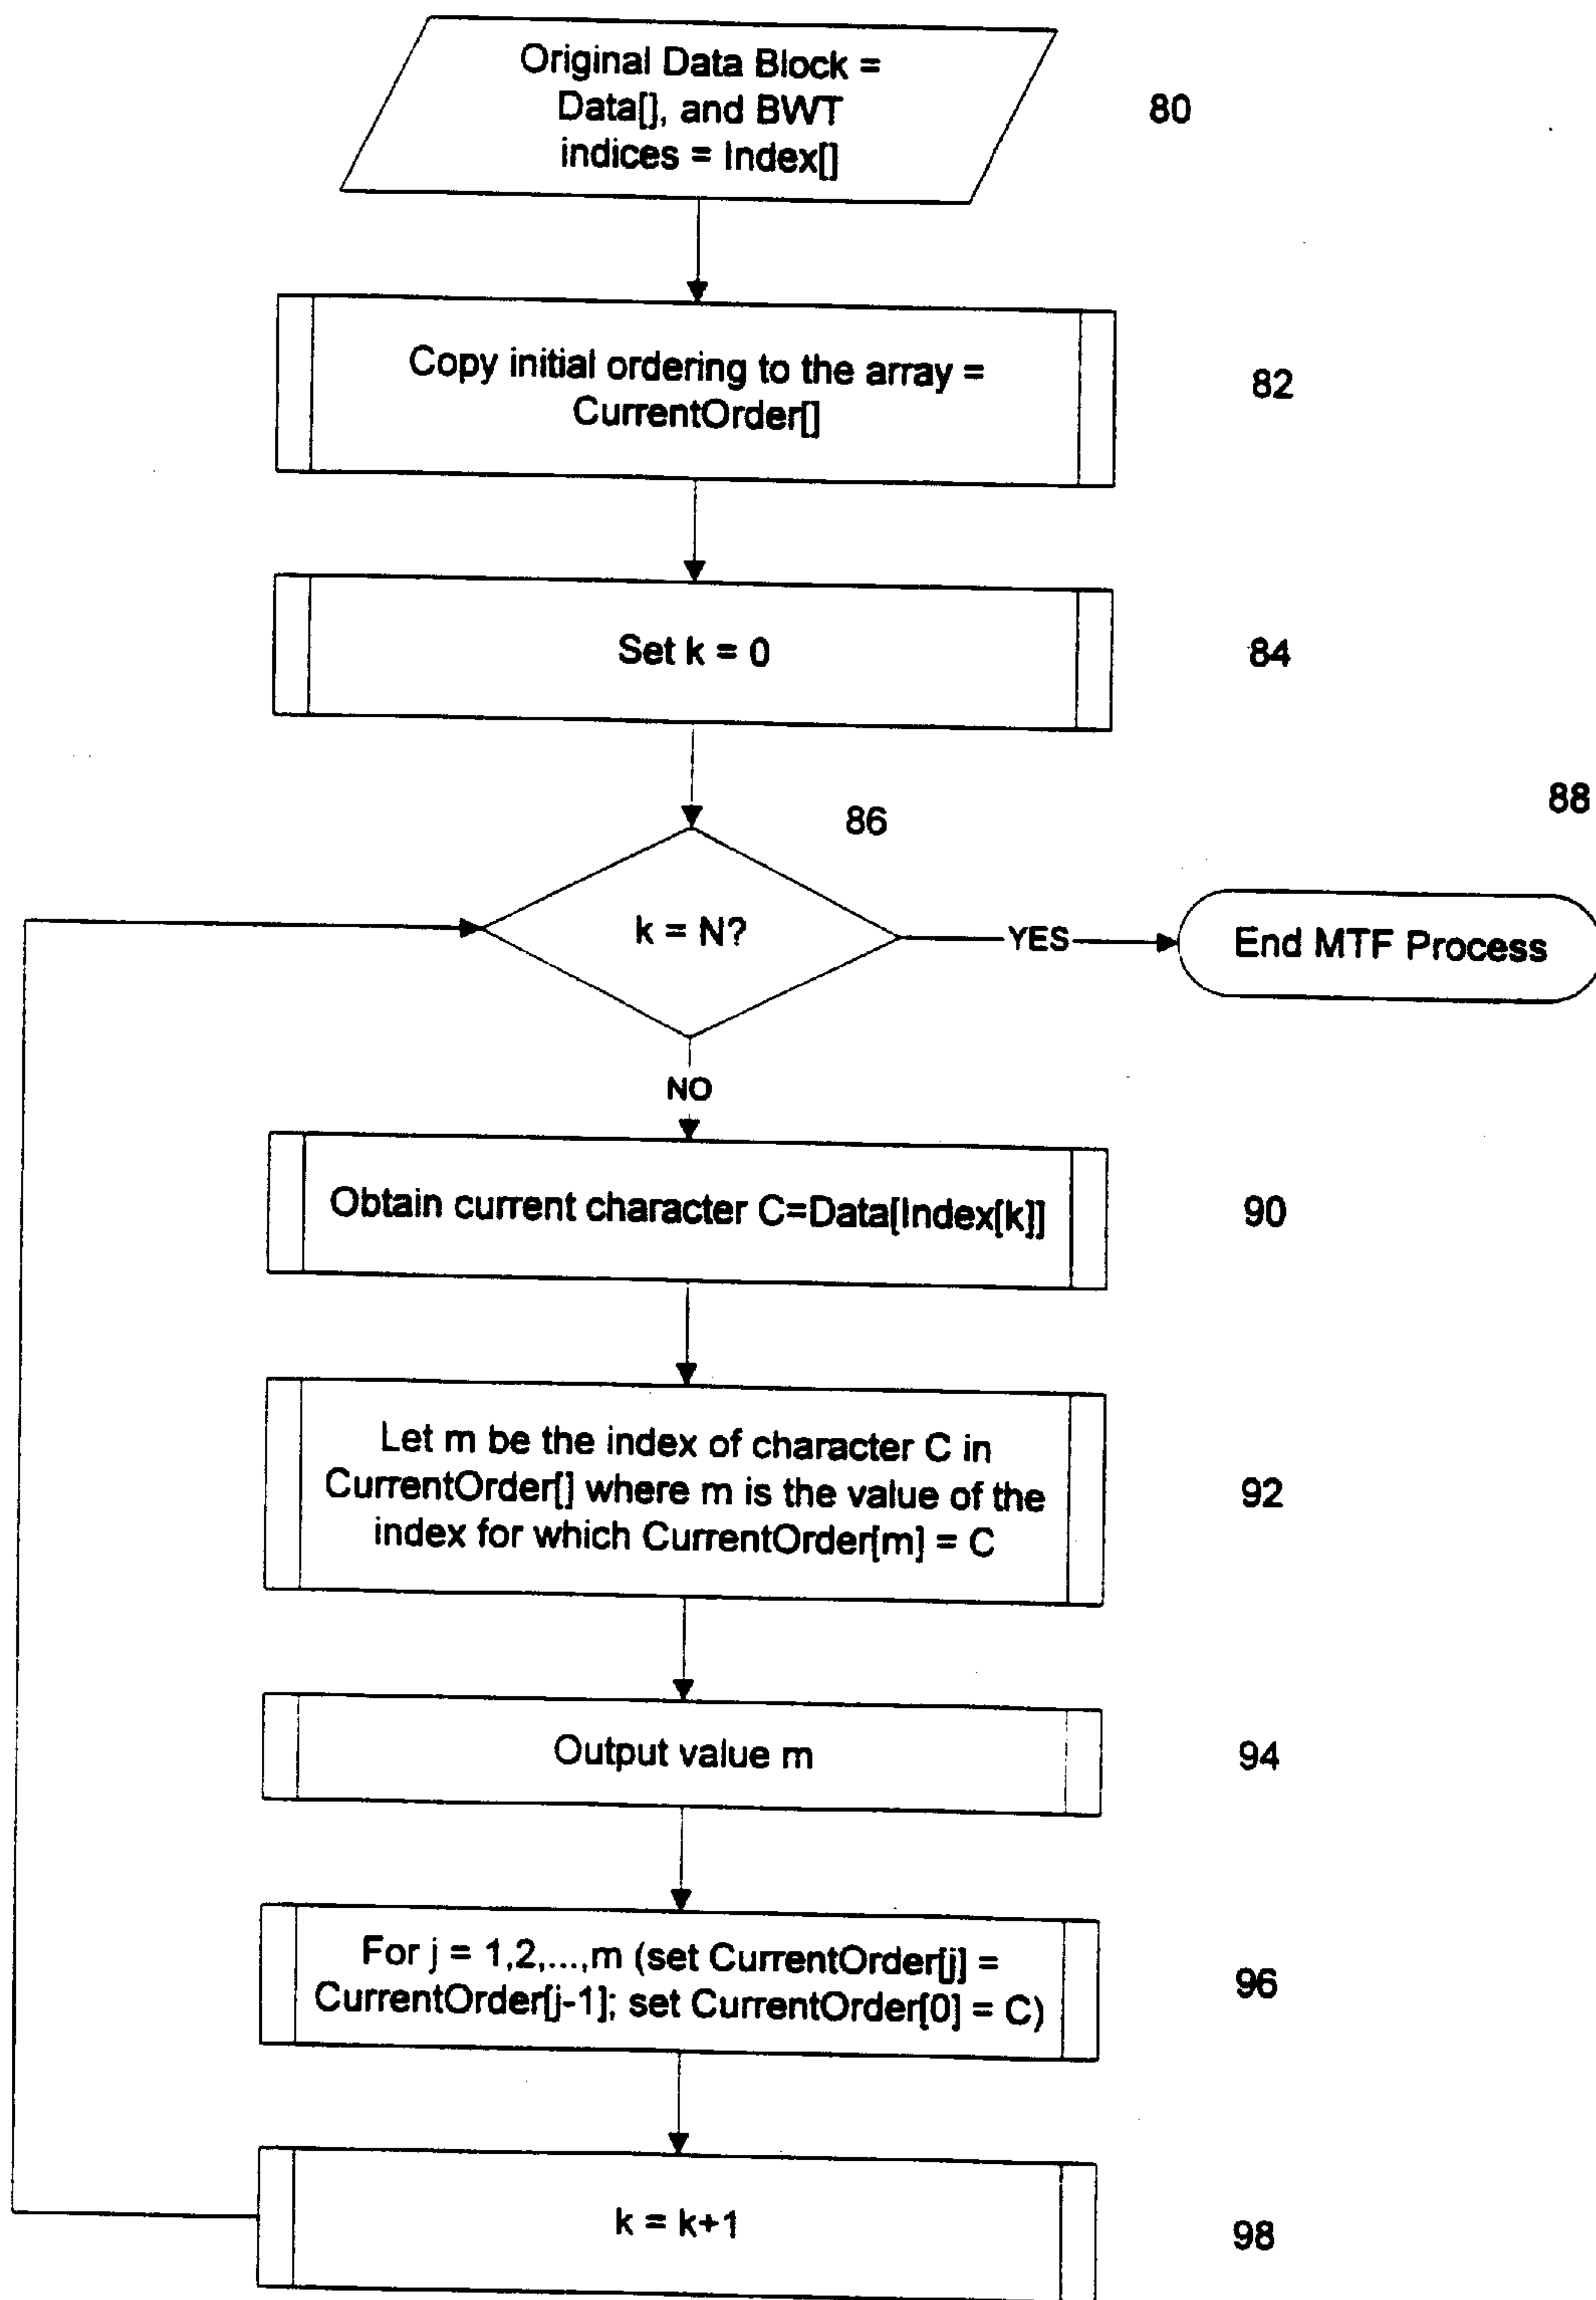 Original Data Block =
Data[], and BWT
indices = Index[]
80
Copy initial ordering to the array =
CurrentOrder[]
82
Set k = 0
84
86
88
k = N?
YES
End MTF Process
NO
Obtain current character C=Data[Index[k]]
90
Let m be the index of character C in
CurrentOrder[] where m is the value of the
index for which CurrentOrder[m] = C
92
Output value m
94
For j = 1,2,...,m (set CurrentOrder[j] =
CurrentOrder[j-1]; set CurrentOrder[0] = C)
96
k = k+1
98